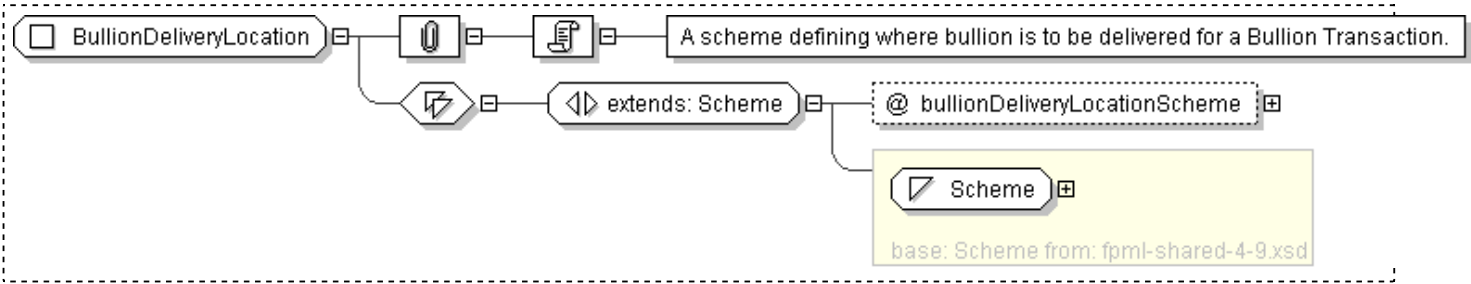 BullionDeliveryLocation
A scheme defining where bullion is to be delivered for a Bullion Transaction.
extends: Scheme
@ bullionDeliveryLocationScheme
Scheme
base: Scheme from: fpml-shared-4-9.xsd